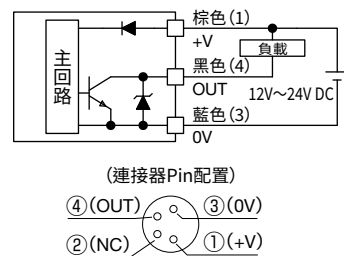 棕色(1)
+V
負載
主回路
黑色(4)
OUT
12V～24V DC
藍色(3)
0V
（連接器Pin配置）
④(OUT)
③(0V)
②(NC)
①(+V)